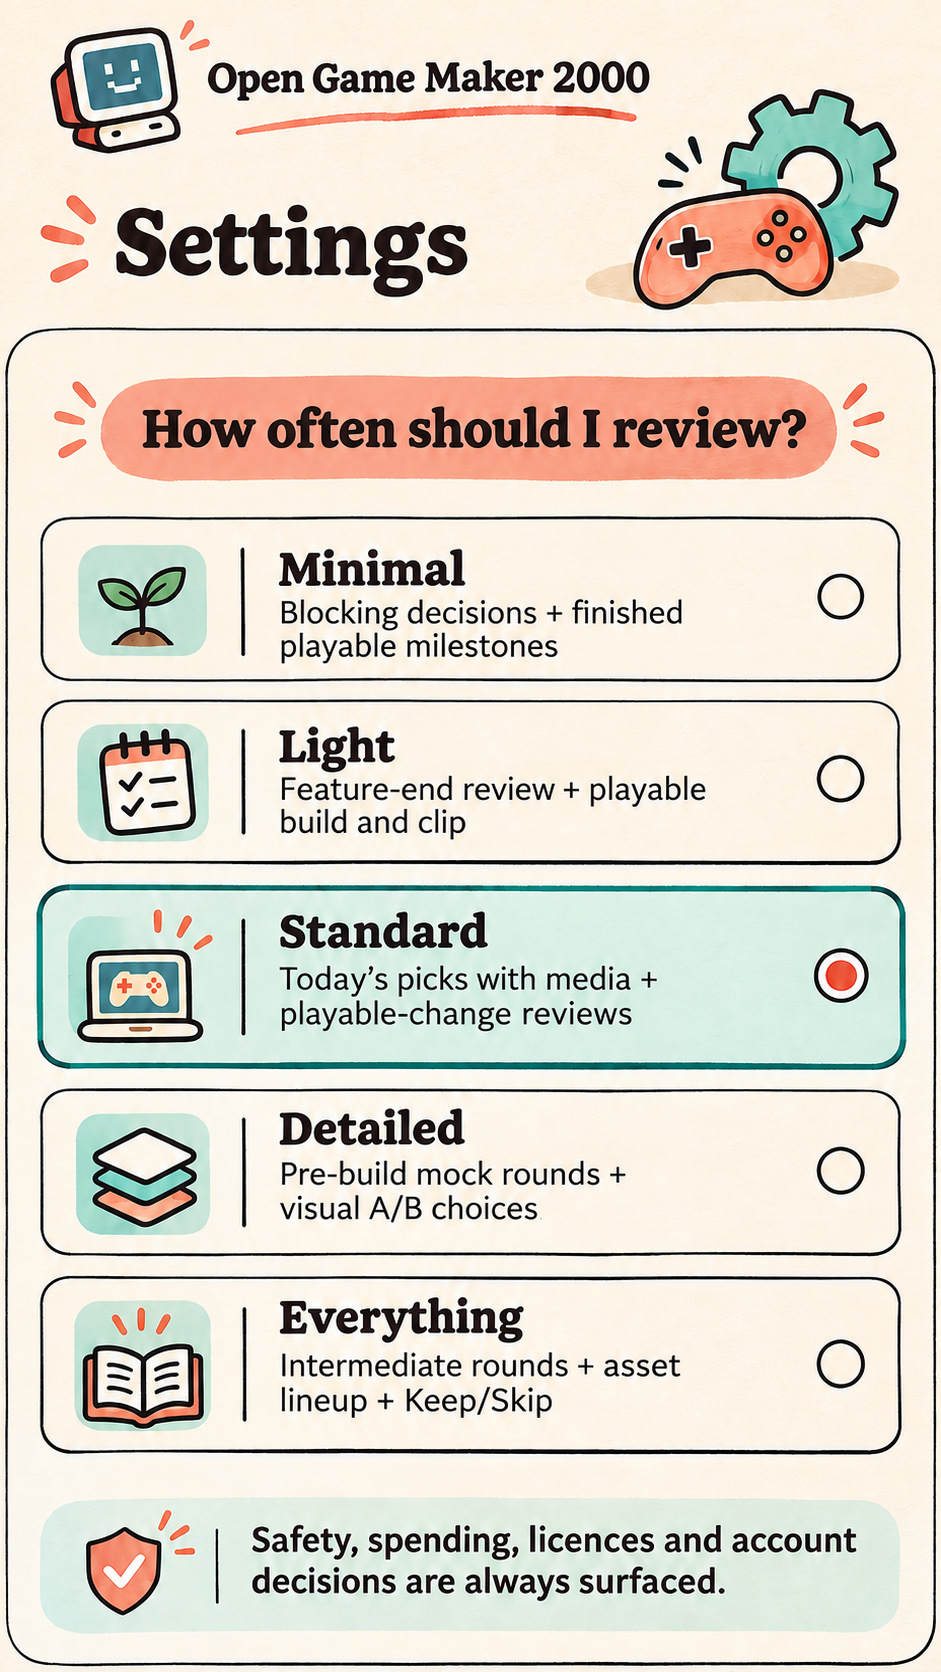 Open Game Maker 2000
Settings
How often should I review?
Minimal
Blocking decisions + finished
playable milestones
Light
Feature-end review + playable
build and clip
Standard
Today’s picks with media +
playable-change reviews
Detailed
Pre-build mock rounds +
visual A/B choices
Everything
Intermediate rounds + asset
lineup + Keep/Skip
Safety, spending, licences and account
decisions are always surfaced.